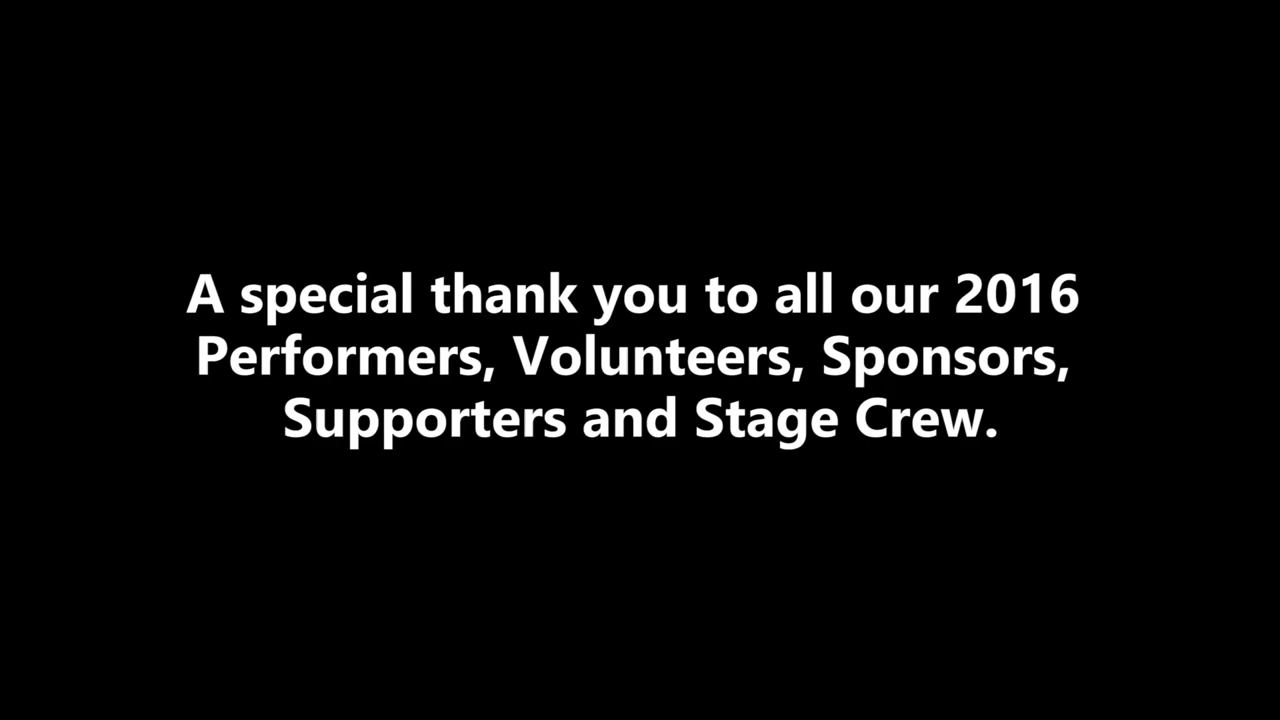 A special thank you to all our 2016
Performers, Volunteers, Sponsors,
Supporters and Stage Crew.